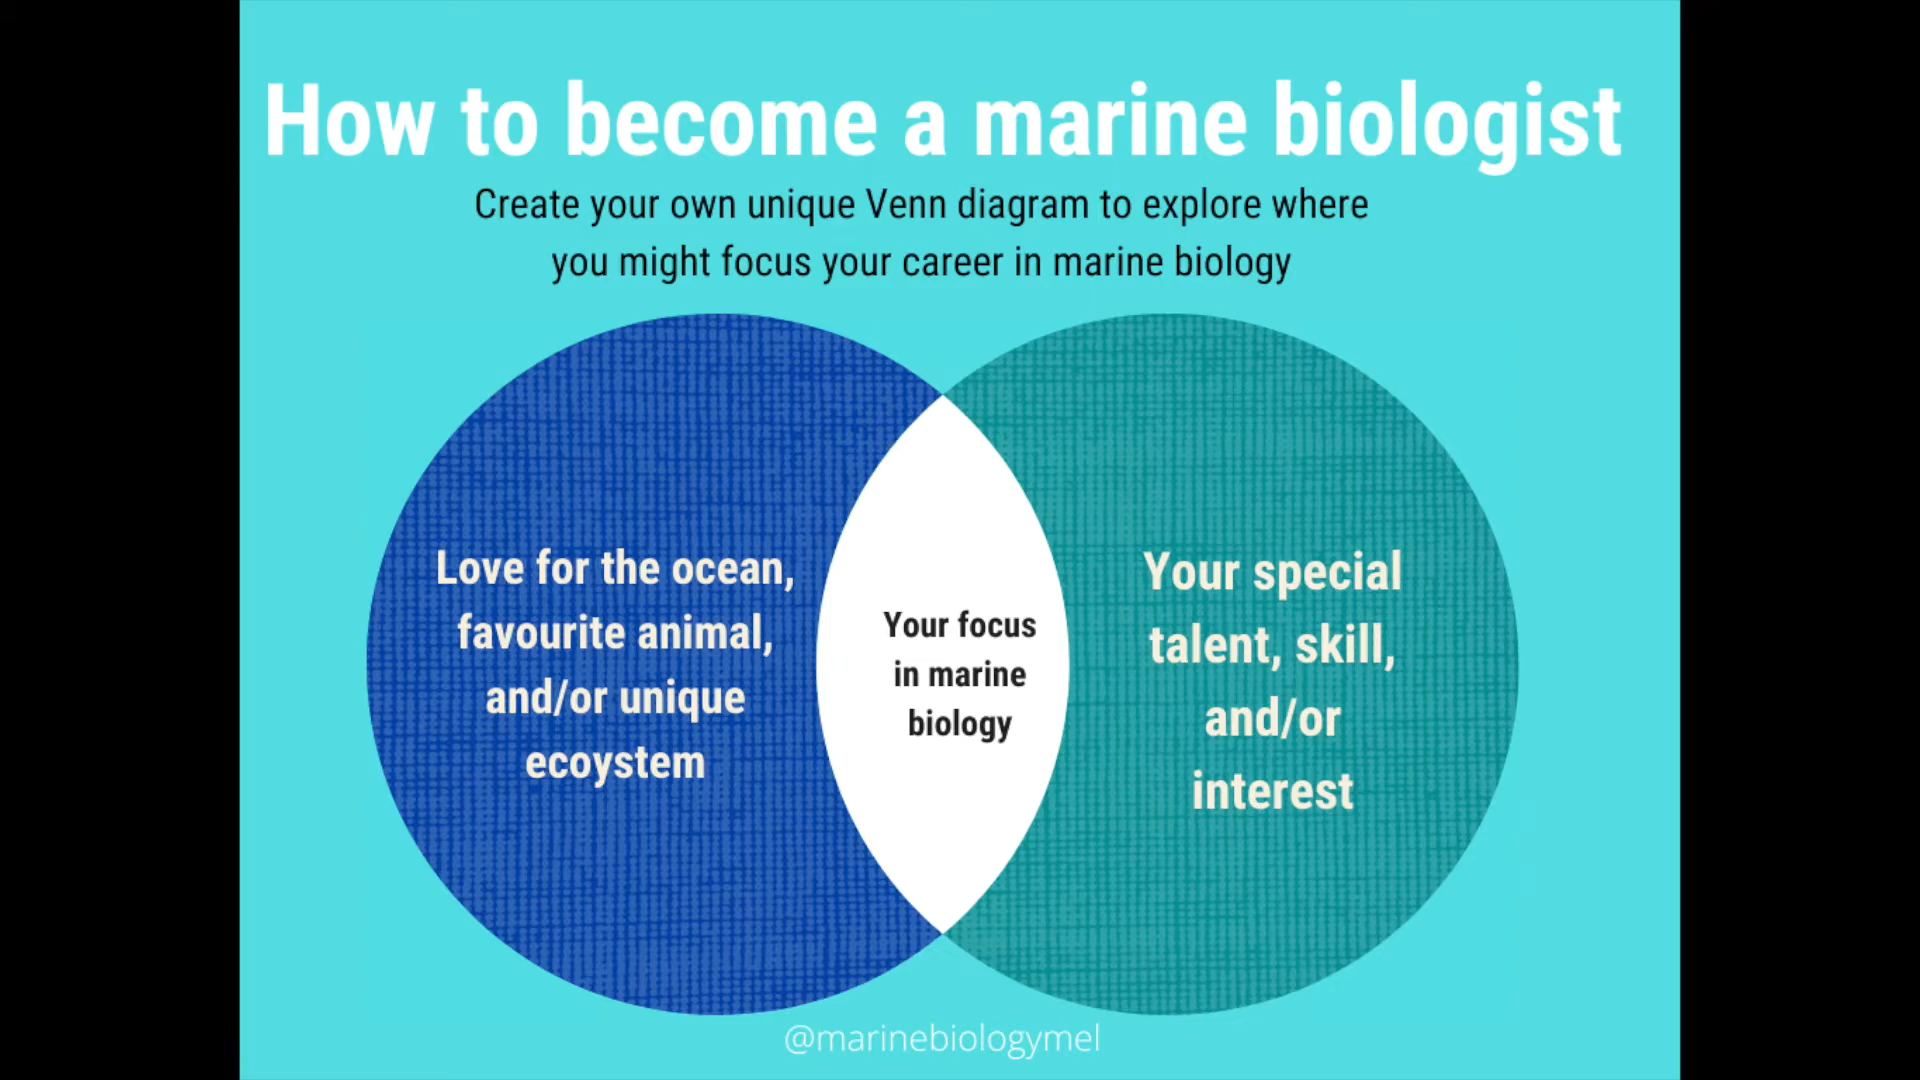 How to become a marine biologist
Create your own unique Venn diagram to explore where
you might focus your career in marine biology
Love for the ocean,
favourite animal,
and/or unique
ecoystem
Your focus
in marine
biology
Your special
talent, skill,
and/or
interest
@marinebiologymel